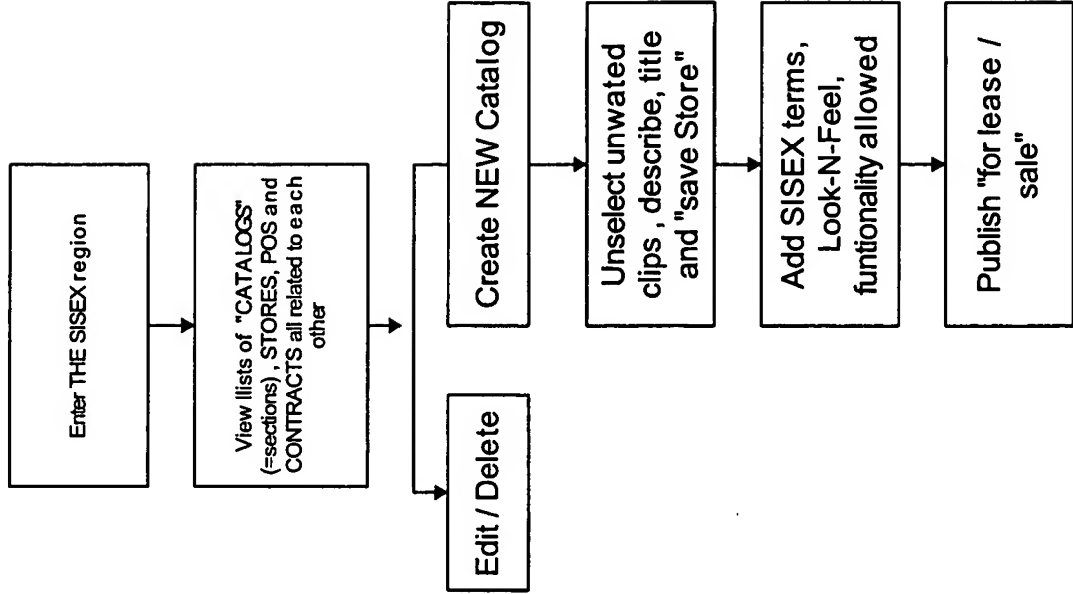 Enter THE SISEX region
View llists of "CATALOGS"
(=sections) , STORES, POS and
CONTRACTS all related to each
other
Edit / Delete
Create NEW Catalog
Unselect unwated
clips , describe, title
and "save Store"
Add SISEX terms,
Look-N-Feel,
funtionality allowed
Publish "for lease /
sale"